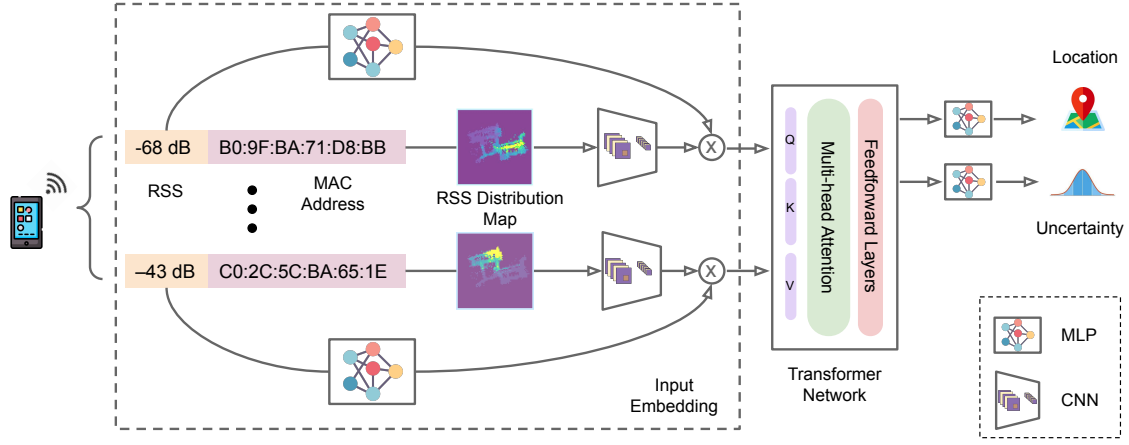 Location
-68 dB
B0:9F:BA:71:D8:BB
X
RSS
MAC
Address
RSS Distribution
Map
Q
K
V
Multi-head Attention
Feedforward Layers
Uncertainty
–43 dB
C0:2C:5C:BA:65:1E
X
Input
Embedding
Transformer
Network
MLP
CNN